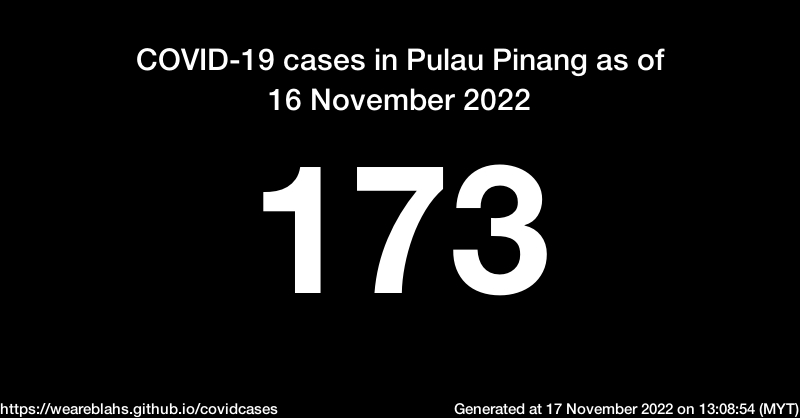 COVID-19 cases in Pulau Pinang as of
16 November 2022
173
https://weareblahs.github.io/covidcases
Generated at 17 November 2022 on 13:08:54 (MYT)